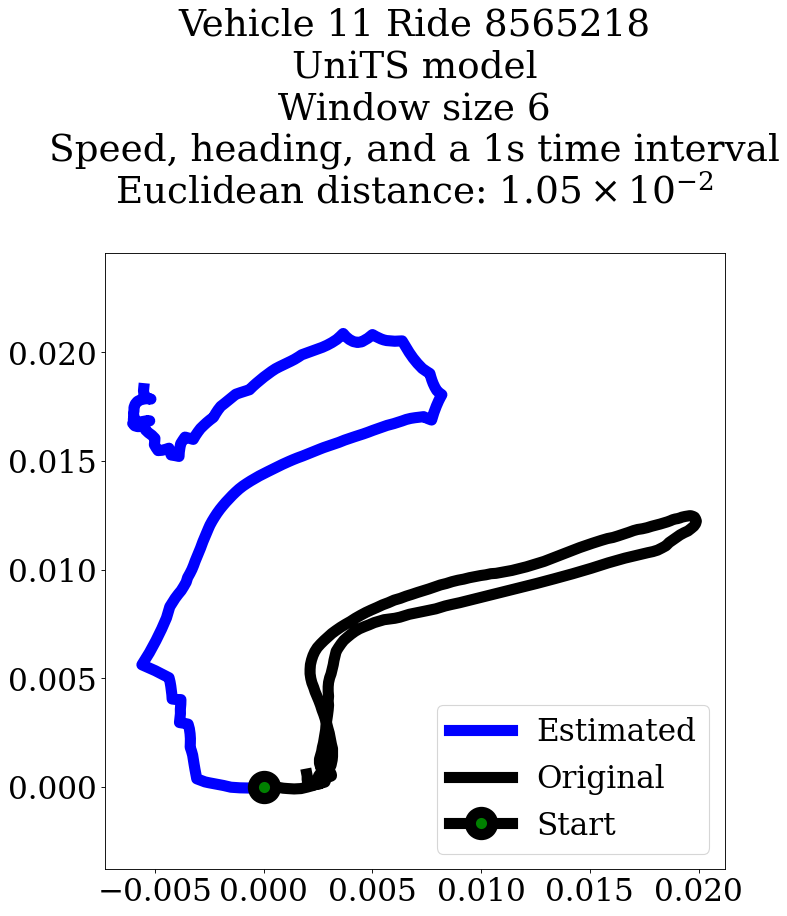 Vehicle 11 Ride 8565218
UniTS model
Window size 6
Speed, heading, and a 1s time interval
Euclidean distance: 1.05 × 10⁻²
0.020
0.015
0.010
0.005
0.000
Estimated
Original
Start
−0.005 0.000 0.005 0.010 0.015 0.020